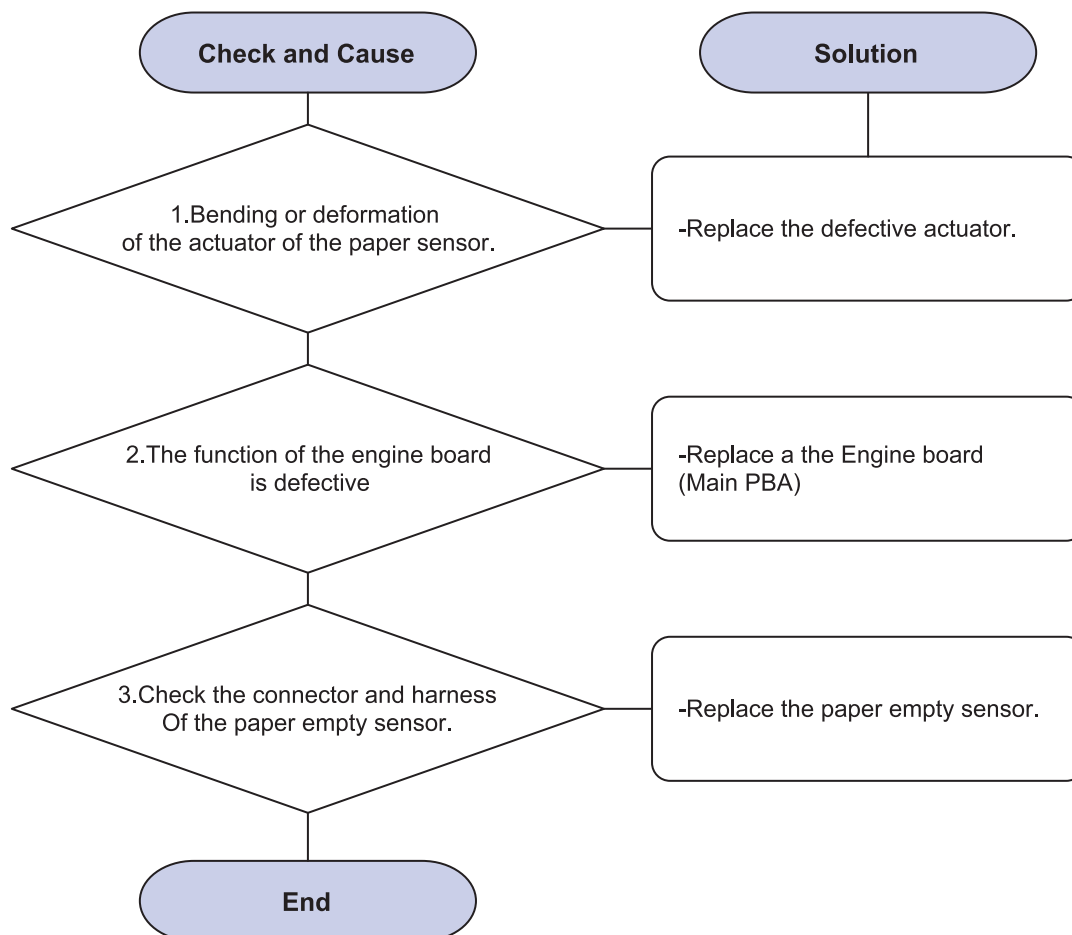 Check and Cause
Solution
1.Bending or deformation
of the actuator of the paper sensor.
-Replace the defective actuator.
2.The function of the engine board
is defective
-Replace a the Engine board
(Main PBA)
3.Check the connector and harness
Of the paper empty sensor.
-Replace the paper empty sensor.
End